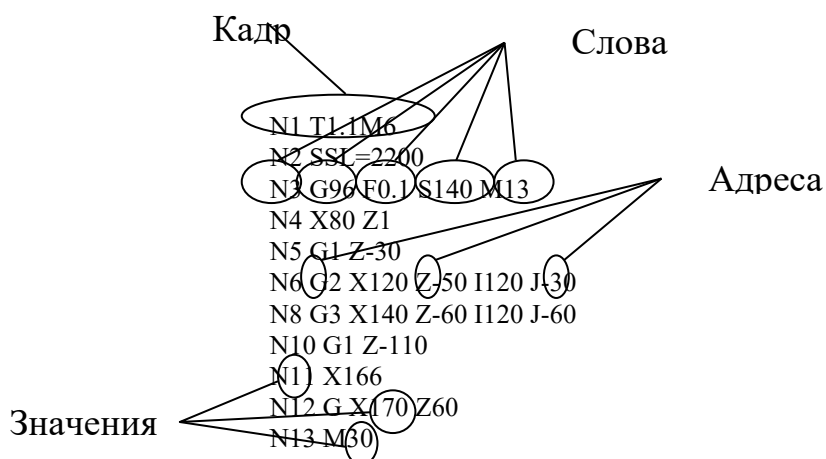 Кадр
Слова
N1 T1.1M6
N2 SSL=2200
N3 G96 F0.1 S140 M13
Адреса
N4 X80 Z1
N5 G1 Z-30
N6 G2 X120 Z-50 I120 J-30
N8 G3 X140 Z-60 I120 J-60
N10 G1 Z-110
N11 X166
N12 G X170 Z60
Значения
N13 M30